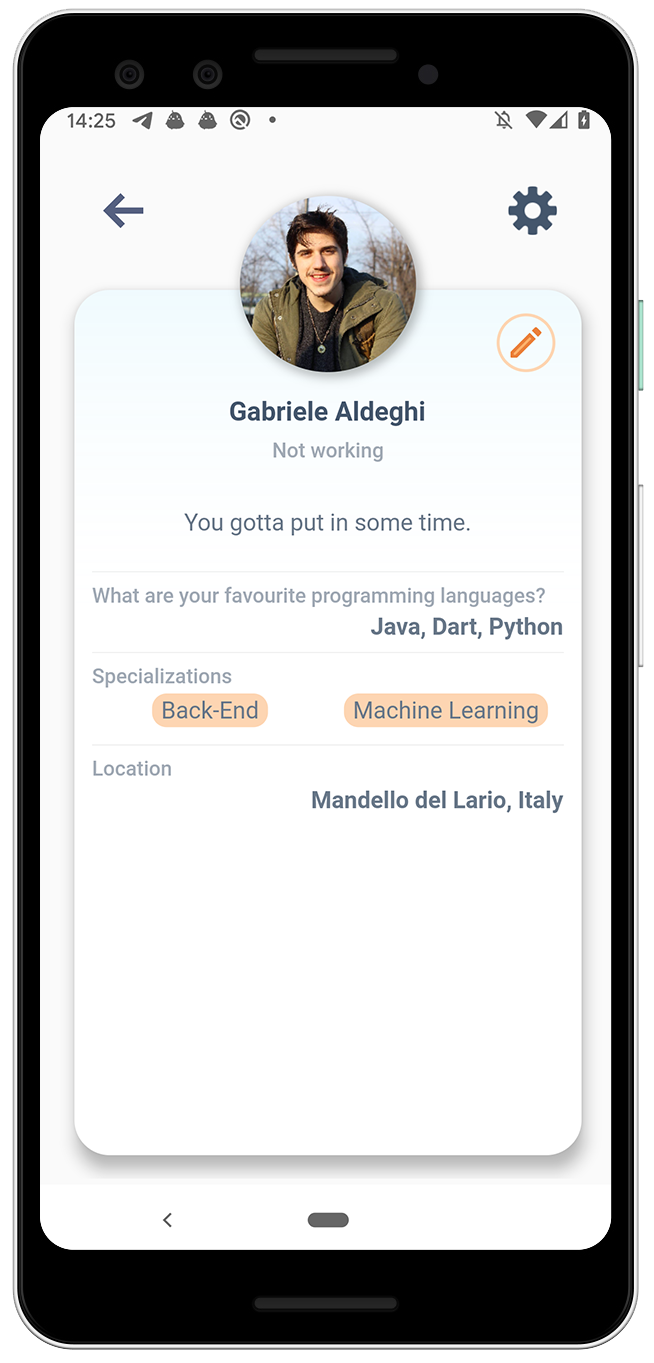 14:25
Gabriele Aldeghi
Not working
You gotta put in some time.
What are your favourite programming languages?
Java, Dart, Python
Specializations
Back-End Machine Learning
Location
Mandello del Lario, Italy